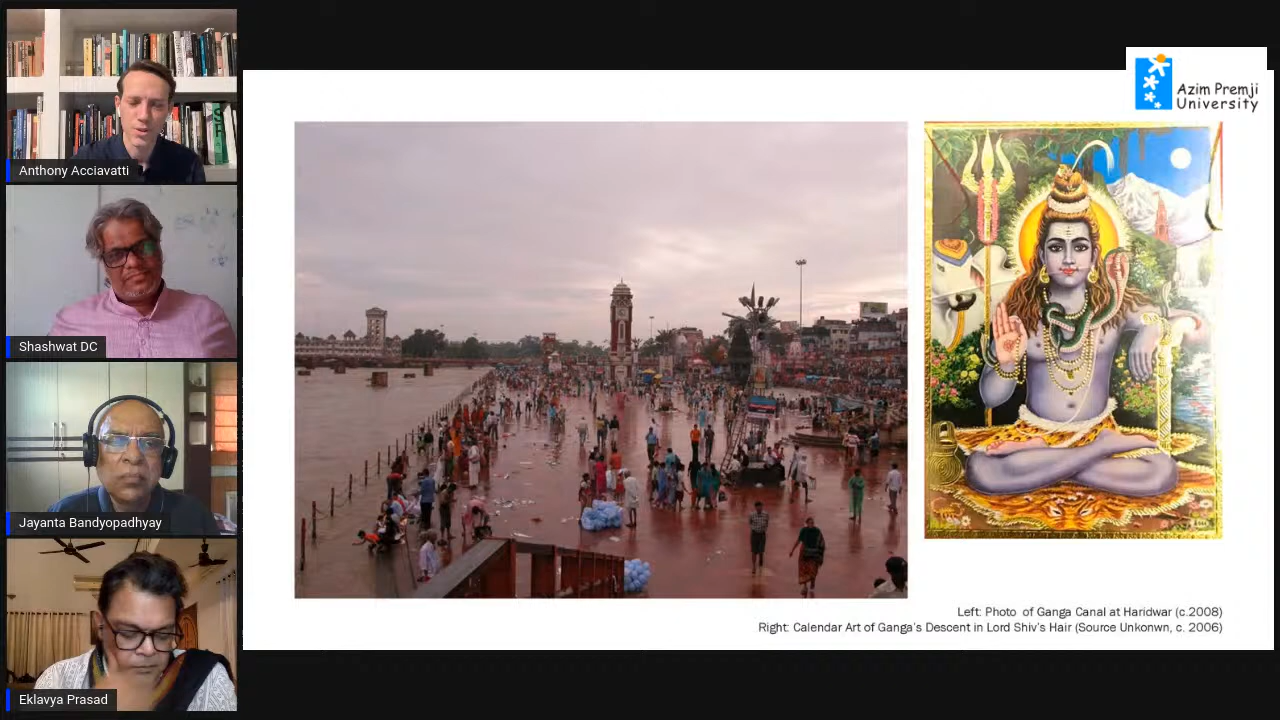 Anthony Acciavatti
Shashwat DC
Jayanta Bandyopadhyay
Eklavya Prasad
Azim Premji
University
Left: Photo of Ganga Canal at Haridwar (c.2008)
Right: Calendar Art of Ganga's Descent in Lord Shiv's Hair (Source Unkonwn, c. 2006)